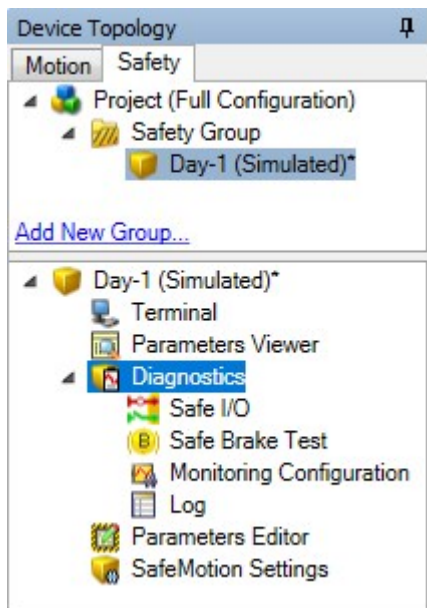 Device Topology
Motion Safety
Project (Full Configuration)
Safety Group
Day-1 (Simulated)*
Add New Group...
Day-1 (Simulated)*
Terminal
Parameters Viewer
Diagnostics
Safe I/O
Safe Brake Test
Monitoring Configuration
Log
Parameters Editor
SafeMotion Settings